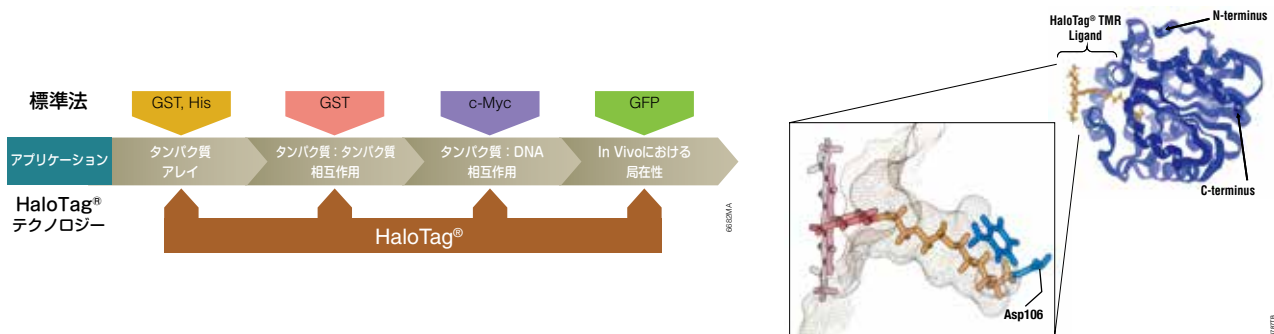 標準法
GST, His
GST
c-Myc
GFP
アプリケーション
タンパク質
アレイ
タンパク質：タンパク質
相互作用
タンパク質：DNA
相互作用
In Vivoにおける
局在性
HaloTag®
テクノロジー
HaloTag®
6682MA
HaloTag® TMR
Ligand
N-terminus
C-terminus
Asp106